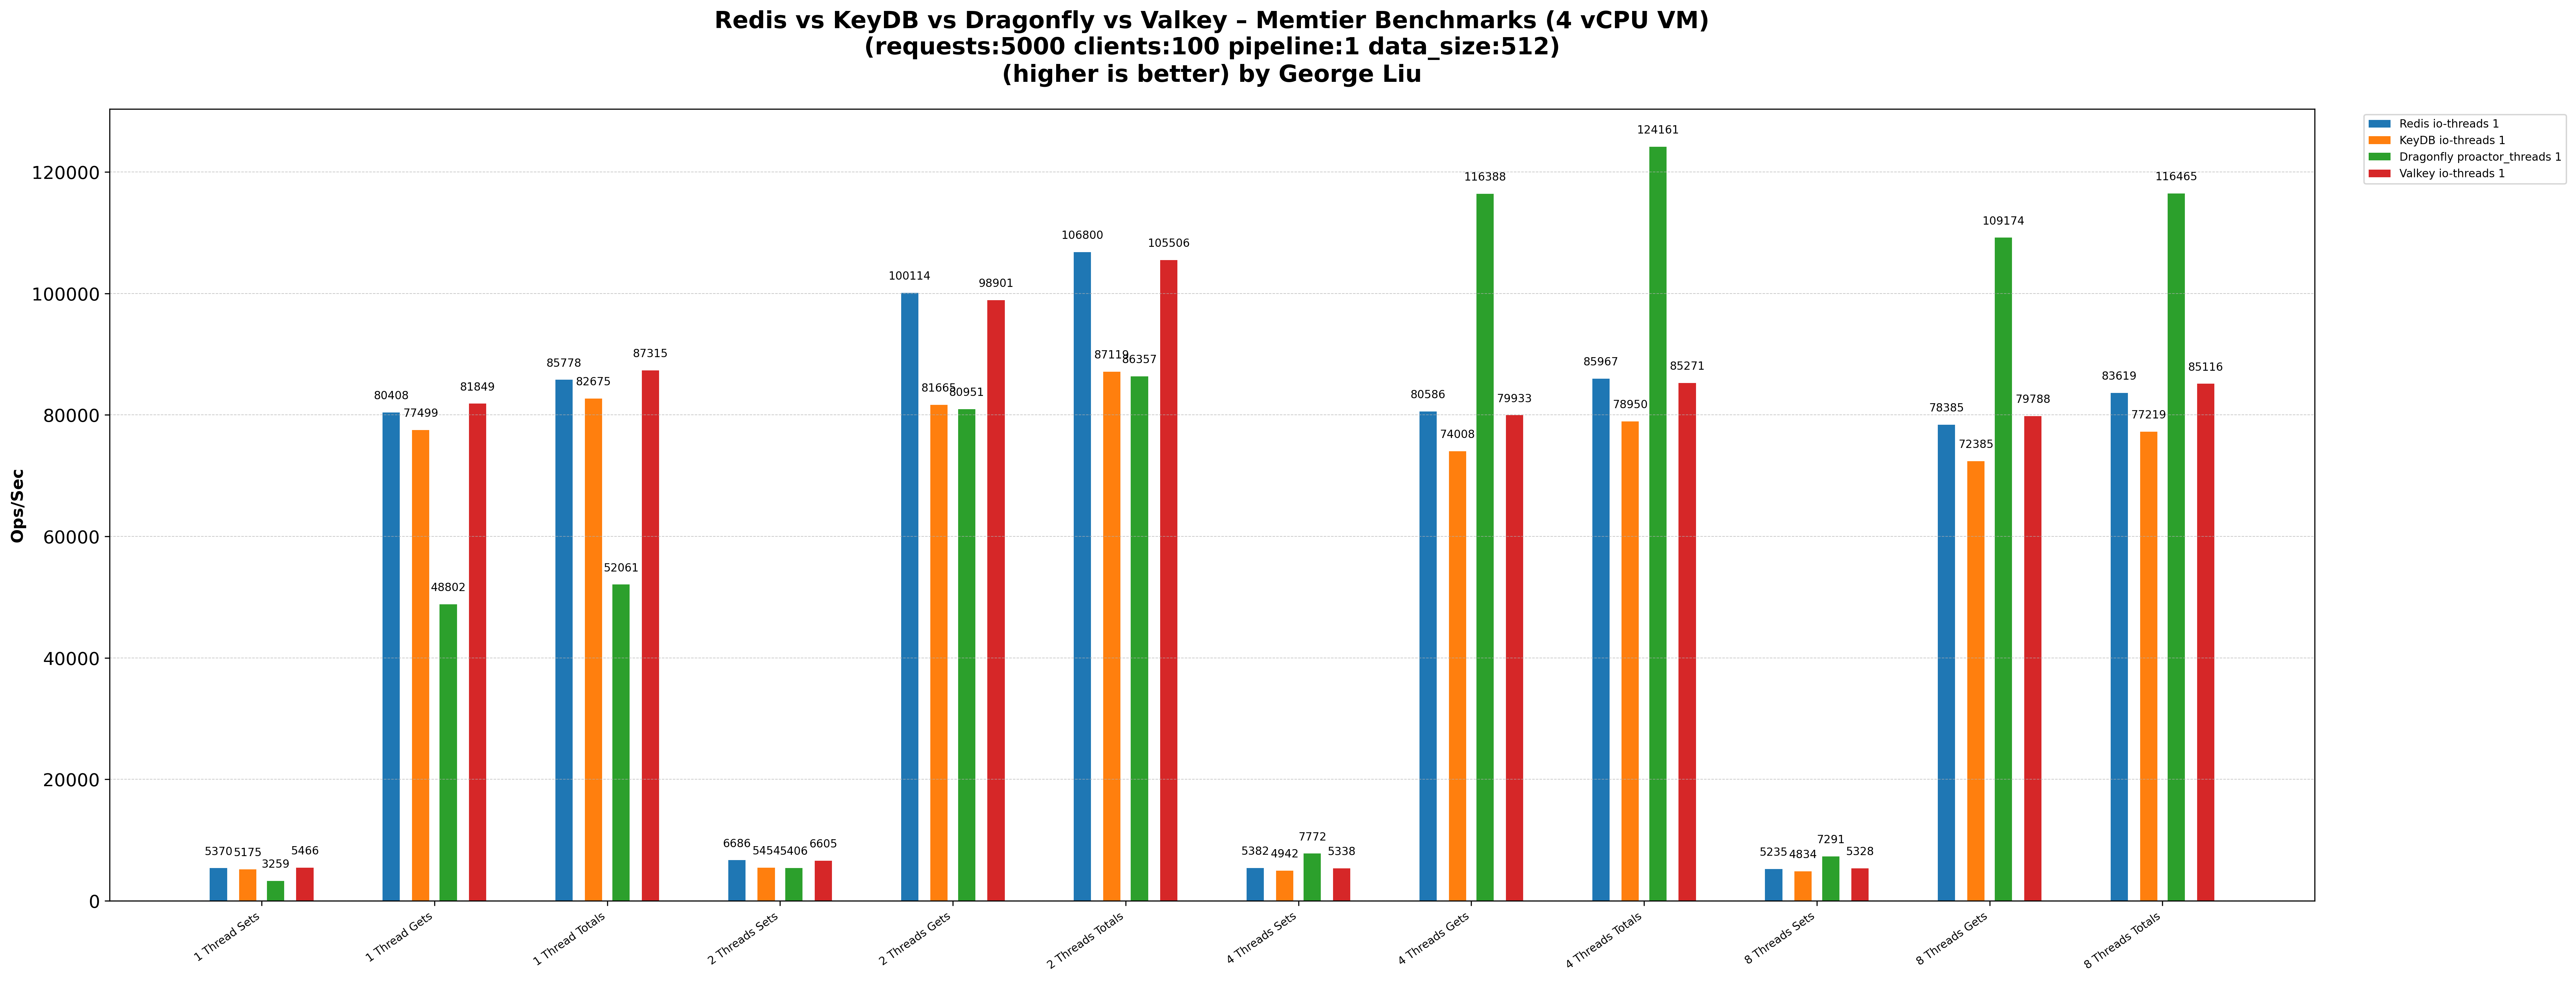 Redis vs KeyDB vs Dragonfly vs Valkey – Memtier Benchmarks (4 vCPU VM)
(requests:5000 clients:100 pipeline:1 data_size:512)
(higher is better) by George Liu
Redis io-threads 1
KeyDB io-threads 1
Dragonfly proactor_threads 1
Valkey io-threads 1
Ops/Sec
120000
100000
80000
60000
40000
20000
0
5370 5175 3259 5466
80408 77499 48802 81849
85778 82675 52061 87315
6686 5454 5406 6605
100114 81665 80951 98901
106800 87119 86357 105506
5382 4942 7772 5338
80586 74008 116388 79933
85967 78950 124161 85271
5235 4834 7291 5328
78385 72385 109174 79788
83619 77219 116465 85116
1 Thread Sets
1 Thread Gets
1 Thread Totals
2 Threads Sets
2 Threads Gets
2 Threads Totals
4 Threads Sets
4 Threads Gets
4 Threads Totals
8 Threads Sets
8 Threads Gets
8 Threads Totals